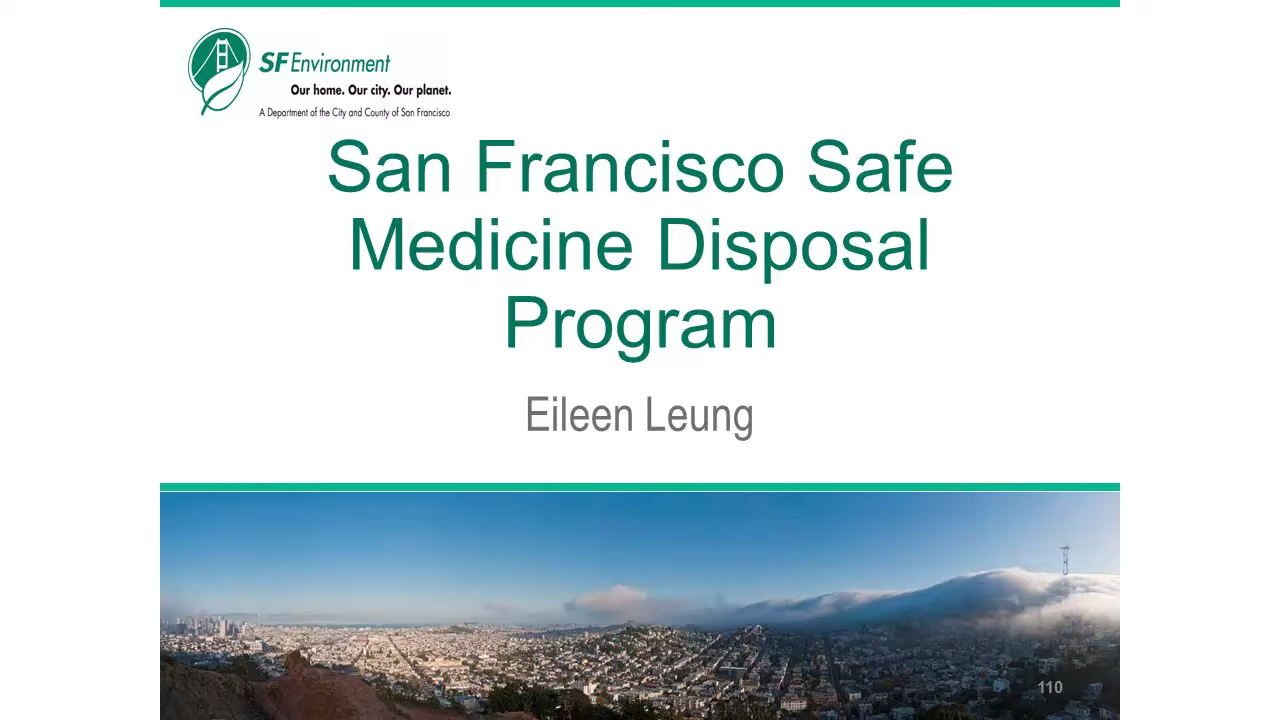 SF Environment
Our home. Our city. Our planet.
A Department of the City and County of San Francisco
San Francisco Safe
Medicine Disposal
Program
Eileen Leung
110